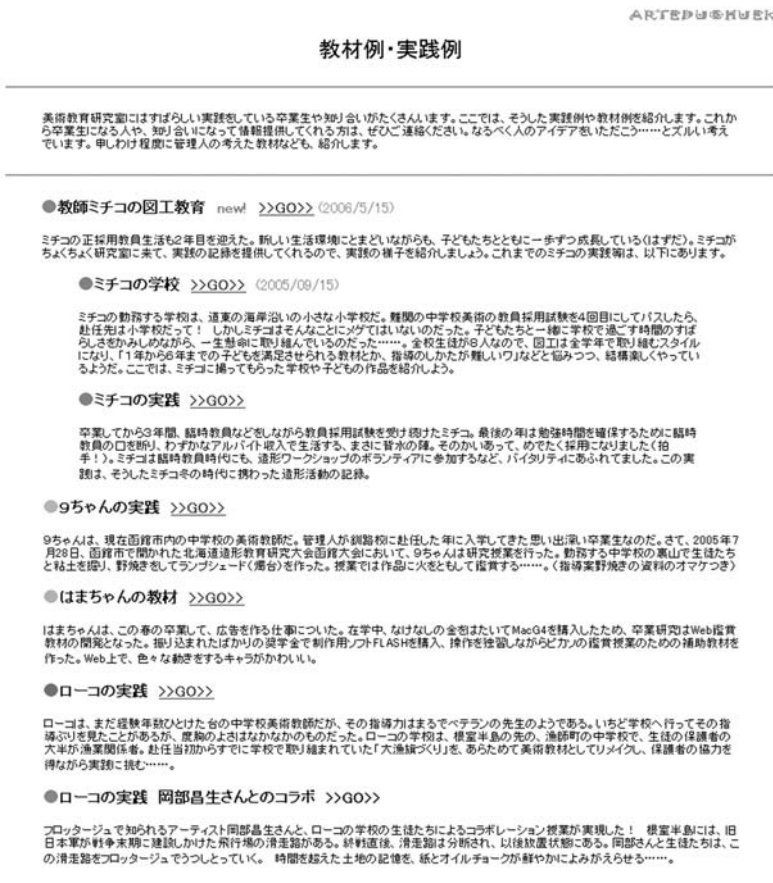 ARTEDU@KUEK
教材例・実践例
美術教育研究室にはすばらしい実践をしている卒業生や知り合いがたくさんいます。ここでは、そうした実践例や教材例を紹介します。これか
ら卒業生になる人や、知り合いになって情報提供してくれる方は、ぜひご連絡ください。なるべく人のアイデアをいただこう……とズルい考え
でいます。申しわけ程度に管理人の考えた教材なども、紹介します。
●教師ミチコの図工教育 new! >>GO>> (2006/5/15)
ミチコの正採用教員生活も2年目を迎えた。新しい生活環境にとまどいながらも、子どもたちとともに一歩ずつ成長している(はずだ)。ミチコが
ちょくちょく研究室に来て、実践の記録を提供してくれるので、実践の様子を紹介しましょう。これまでのミチコの実践等は、以下にあります。
●ミチコの学校 >>GO>> (2005/09/15)
ミチコの勤務する学校は、道東の海岸沿いの小さな小学校だ。難関の中学校美術の教員採用試験を4回目にしてパスしたら、
赴任先は小学校だって! しかしミチコはそんなことにメゲてはいないのだった。子どもたちと一緒に学校で過ごす時間のすば
らしさをかみしめながら、一生懸命に取り組んでいるのだった……。全校生徒が8人なので、図工は全学年で取り組むスタイル
になり、「1年から6年までの子どもを満足させられる教材とか、指導のしかたが難しいワ」などと悩みつつ、結構楽しくやってい
るようだ。ここでは、ミチコに撮ってもらった学校や子どもの作品を紹介しよう。
●ミチコの実践 >>GO>>
卒業してから3年間、臨時教員などをしながら教員採用試験を受け続けたミチコ。最後の年は勉強時間を確保するために臨時
教員の口を断り、わずかなアルバイト収入で生活する、まさに背水の陣。そのかいあって、めでたく採用になりました(拍
手!)。ミチコは臨時教員時代にも、造形ワークショップのボランティアに参加するなど、バイタリティにあふれてました。この実
践は、そうしたミチコ冬の時代に携わった造形活動の記録。
●9ちゃんの実践 >>GO>>
9ちゃんは、現在函館市内の中学校の美術教師だ。管理人が釧路校に赴任した年に入学してきた思い出深い卒業生なのだ。さて、2005年7
月28日、函館市で開かれた北海道造形教育研究大会函館大会において、9ちゃんは研究授業を行った。勤務する中学校の裏山で生徒たち
と粘土を掘り、野焼きをしてランプシェード(燭台)を作った。授業では作品に火をともして鑑賞する……。(指導案野焼きの資料のオマケつき)
●はまちゃんの教材 >>GO>>
はまちゃんは、この春の卒業して、広告を作る仕事についた。在学中、なけなしの金をはたいてMacG4を購入したため、卒業研究はWeb鑑賞
教材の開発となった。振り込まれたばかりの奨学金で制作用ソフトFLASHを購入、操作を独習しながらピカソの鑑賞授業のための補助教材を
作った。Web上で、色々な動きをするキャラがかわいい。
●ローコの実践 >>GO>>
ローコは、まだ経験年数ひとけた台の中学校美術教師だが、その指導力はまるでベテランの先生のようである。いちど学校へ行ってその指
導ぶりを見たことがあるが、度胸のよさはなかなかのものだった。ローコの学校は、根室半島の先の、漁師町の中学校で、生徒の保護者の
大半が漁業関係者。赴任当初からすでに学校で取り組まれていた「大漁旗づくり」を、あらためて美術教材としてリメイクし、保護者の協力を
得ながら実践に挑む……。
●ローコの実践 岡部昌生さんとのコラボ >>GO>>
フロッタージュで知られるアーティスト岡部昌生さんと、ローコの学校の生徒たちによるコラボレーション授業が実現した! 根室半島には、旧
日本軍が戦争末期に建設しかけた飛行場の滑走路がある。終戦直後、滑走路は分断され、以後放置状態にある。岡部さんと生徒たちは、こ
の滑走路をフロッタージュでうつしとっていく。 時間を超えた土地の記憶を、紙とオイルチョークが鮮やかによみがえらせる……。